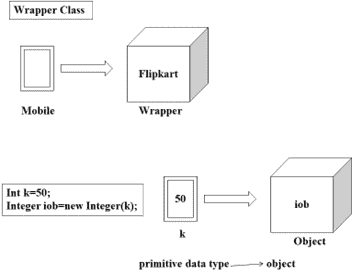 Wrapper Class
Flipkart
Mobile
Wrapper
Int k=50;
Integer iob=new Integer(k);
50
iob
k
Object
primitive data type
object